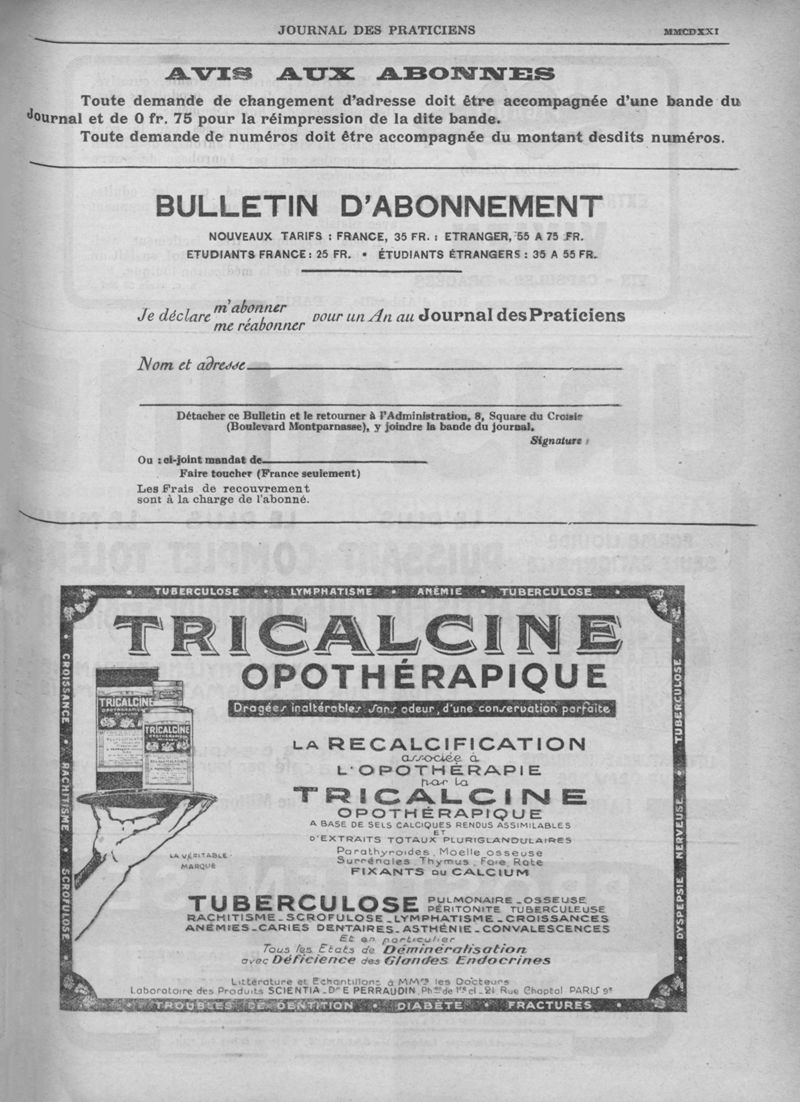 JOURNAL DES PRATICIENS
MMCDXXI
AVIS AUX ABONNES
Toute demande de changement d'adresse doit être accompagnée d'une bande du
Journal et de 0 fr. 75 pour la réimpression de la dite bande.
Toute demande de numéros doit être accompagnée du montant desdits numéros.
BULLETIN D'ABONNEMENT
NOUVEAUX TARIFS : FRANCE, 35 FR. : ETRANGER, 55 A 75 FR.
ETUDIANTS FRANCE : 25 FR. • ÉTUDIANTS ÉTRANGERS : 35 A 55 FR.
Je déclare m'abonner me réabonner pour un An au Journal des Praticiens
Nom et adresse
Détacher ce Bulletin et le retourner à l'Administration, 8, Square du Croisic
(Boulevard Montparnasse), y joindre la bande du journal.
Signature :
Ou : ci-joint mandat de
Faire toucher (France seulement)
Les Frais de recouvrement
sont à la charge de l'abonné.
TUBERCULOSE • LYMPHATISME • ANÉMIE • TUBERCULOSE
CROISSANCE • RACHITISME • SCROFULOSE
TUBERCULOSE • DYSPEPSIE NERVEUSE
TRICALCINE
OPOTHÉRAPIQUE
Dragées inaltérables sans odeur, d'une conservation parfaite
TRICALCINE
OPOTHÉRAPIQUE
TRICALCINE
LA VÉRITABLE
MARQUE
LA RECALCIFICATION
associée à
L'OPOTHÉRAPIE
par la
TRICALCINE
OPOTHÉRAPIQUE
A BASE DE SELS CALCIQUES RENDUS ASSIMILABLES
ET
D'EXTRAITS TOTAUX PLURIGLANDULAIRES
Parathyroïdes, Moelle osseuse
Surrénales, Thymus, Foie, Rate
FIXANTS du CALCIUM
TUBERCULOSE PULMONAIRE - OSSEUSE
PÉRITONITE TUBERCULEUSE
RACHITISME - SCROFULOSE - LYMPHATISME - CROISSANCES
ANÉMIES - CARIES DENTAIRES - ASTHÉNIE - CONVALESCENCES
Et en particulier
Tous les Etats de Déminéralisation
avec Déficience des Glandes Endocrines
Littérature et Echantillons à MMrs les Docteurs
Laboratoire des Produits SCIENTIA - Dr E PERRAUDIN, Phen de 1re cl - 21 Rue Chaptal PARIS 9e
TROUBLES DE DENTITION • DIABÈTE • FRACTURES